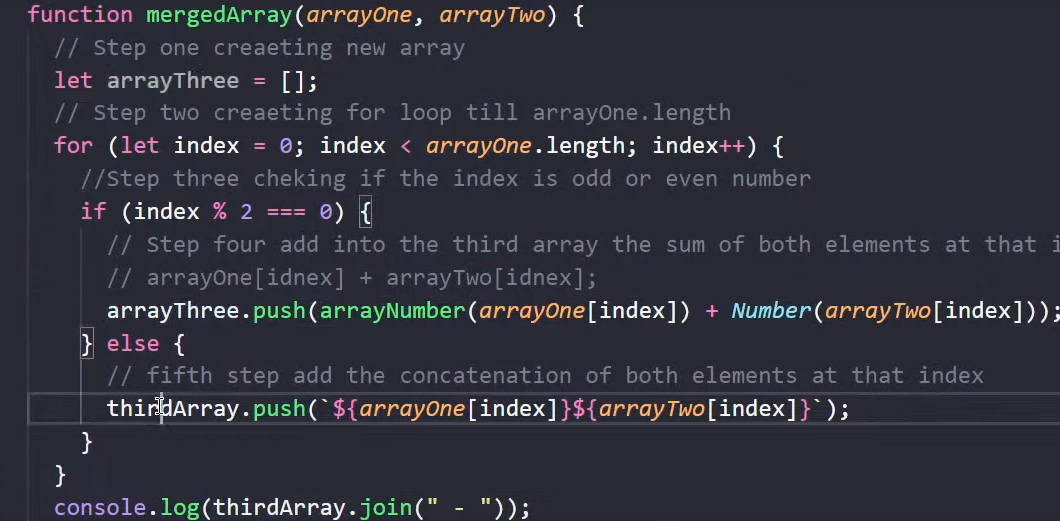 function mergedArray(arrayOne, arrayTwo) {
// Step one creaeting new array
let arrayThree = [];
// Step two creaeting for loop till arrayOne.length
for (let index = 0; index < arrayOne.length; index++) {
//Step three cheking if the index is odd or even number
if (index % 2 === 0) {
// Step four add into the third array the sum of both elements at that i
// arrayOne[idnex] + arrayTwo[idnex];
arrayThree.push(arrayNumber(arrayOne[index]) + Number(arrayTwo[index]));
} else {
// fifth step add the concatenation of both elements at that index
thirdArray.push(`${arrayOne[index]}${arrayTwo[index]}`);
}
}
console.log(thirdArray.join(" - "));